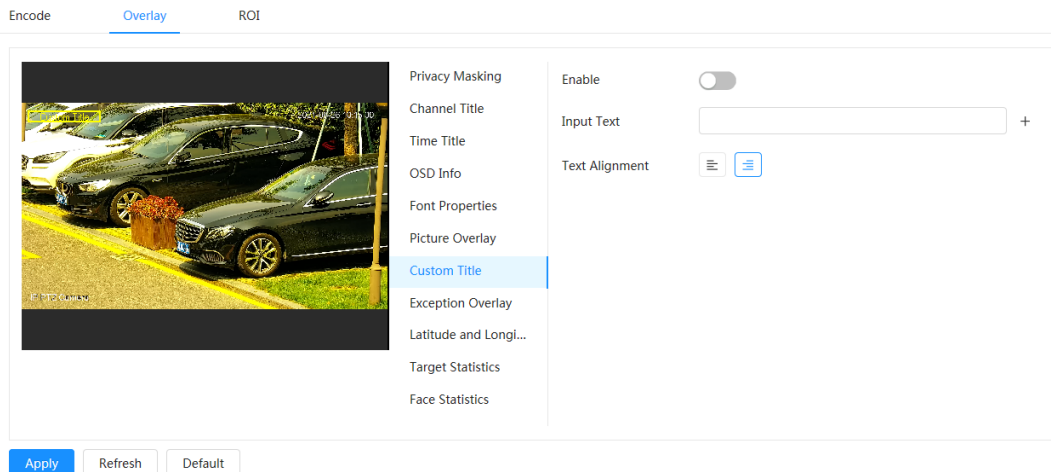 Encode
Overlay
ROI
Privacy Masking
Channel Title
Time Title
OSD Info
Font Properties
Picture Overlay
Custom Title
Exception Overlay
Latitude and Longi...
Target Statistics
Face Statistics
Enable
Input Text
+
Text Alignment
Apply
Refresh
Default